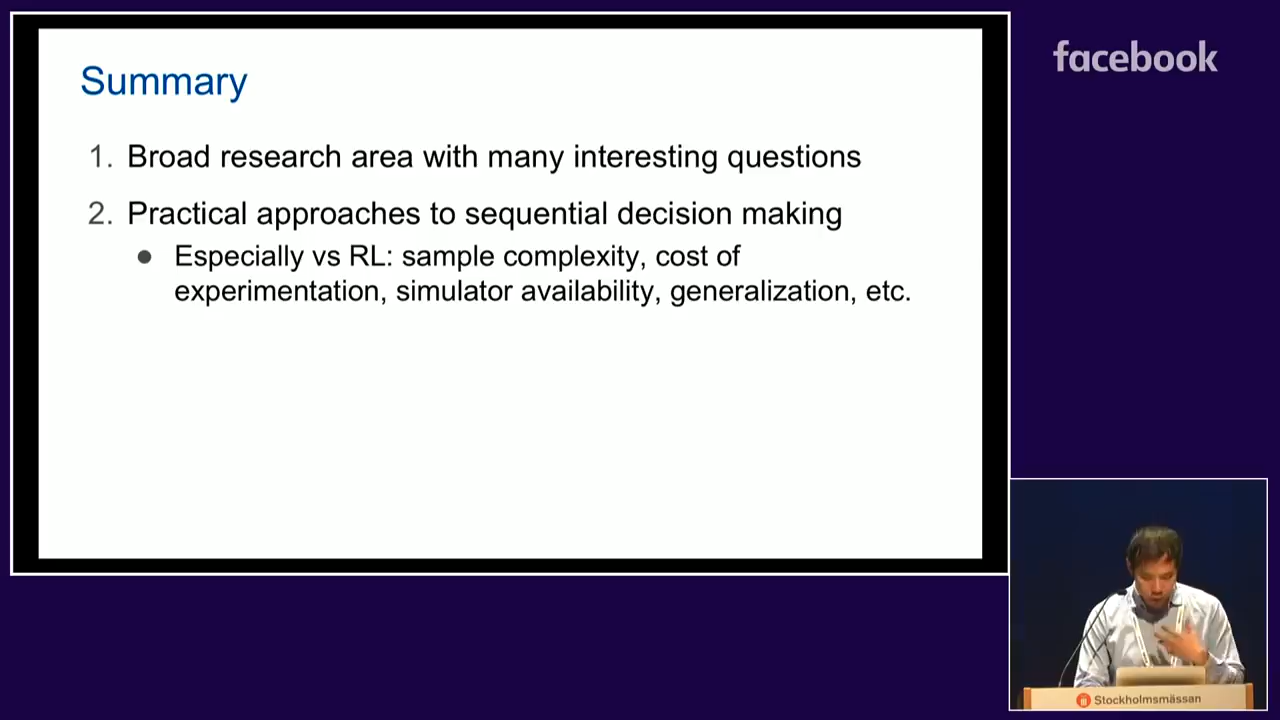 Summary
1. Broad research area with many interesting questions
2. Practical approaches to sequential decision making
● Especially vs RL: sample complexity, cost of
experimentation, simulator availability, generalization, etc.
facebook
Stockholmsmässan